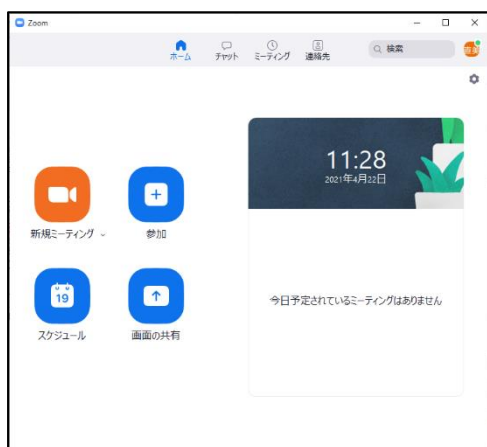 Zoom
ホーム
チャット
ミーティング
連絡先
検索
11:28
2021年4月22日
新規ミーティング
参加
19
スケジュール
画面の共有
今日予定されているミーティングはありません